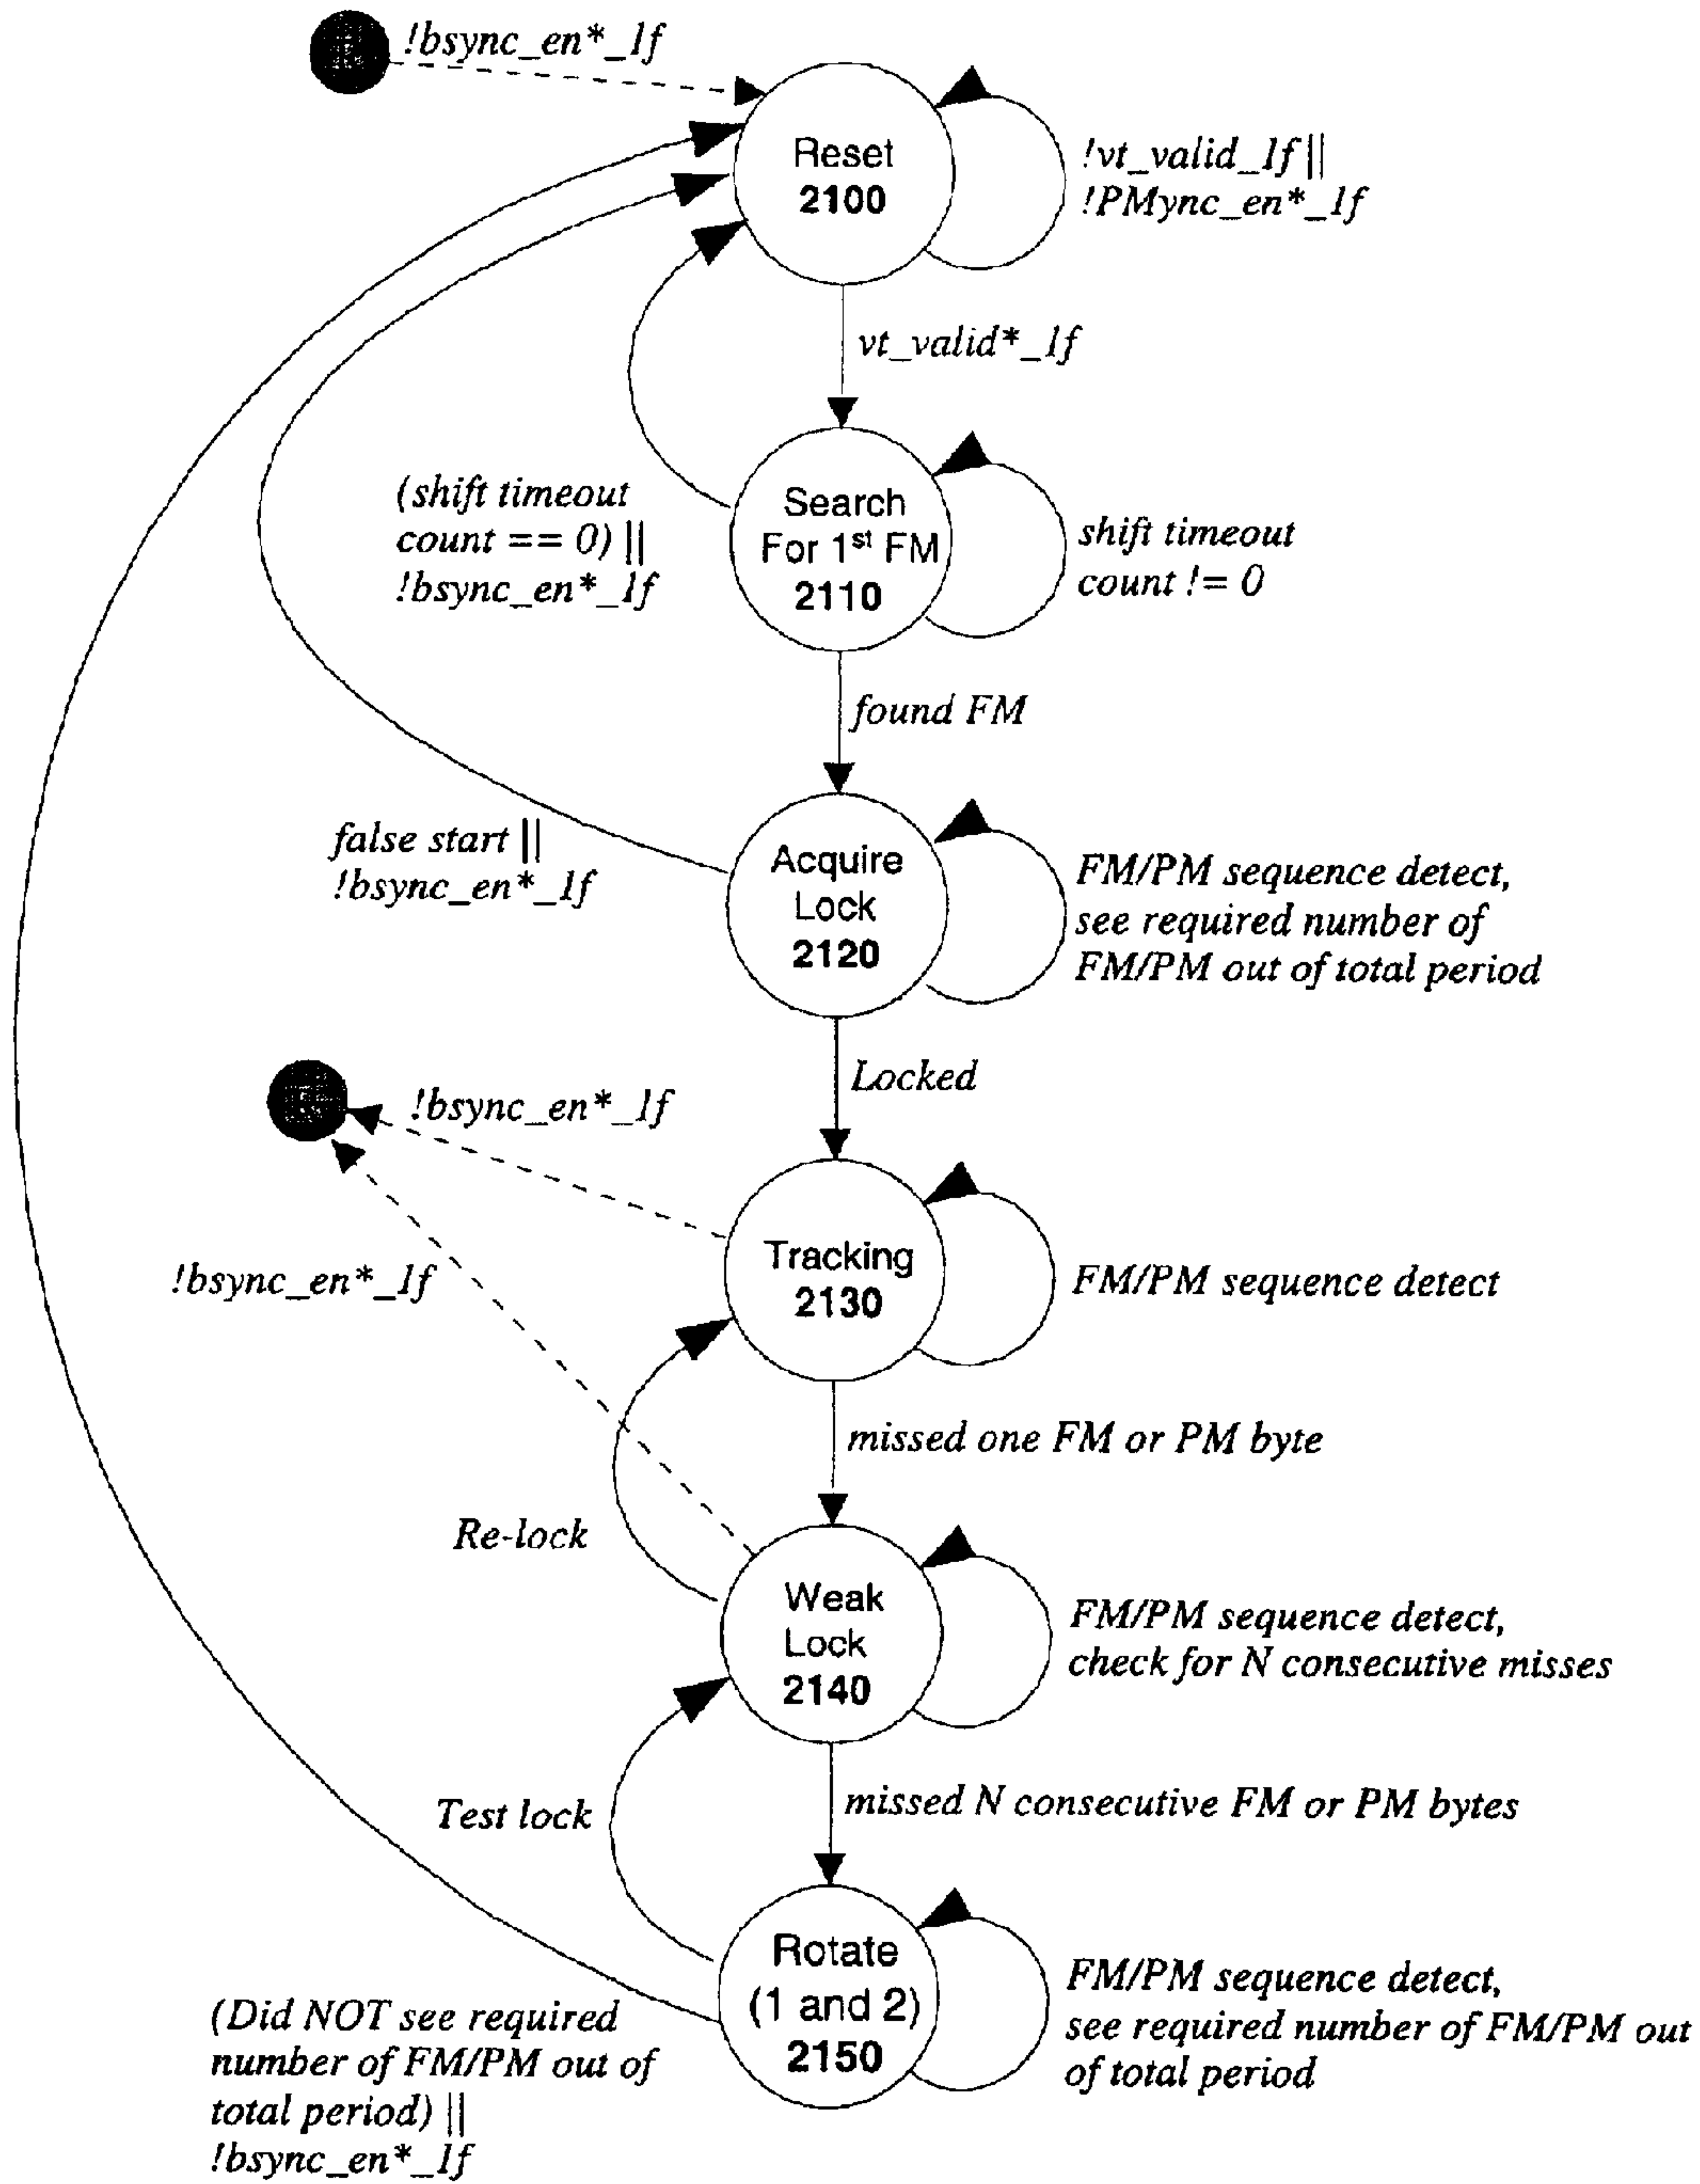 !bsync_en*_1f
Reset
2100
!vt_valid_1f ||
!PMync_en*_1f
vt_valid*_1f
(shift timeout
count == 0) ||
!bsync_en*_1f
Search
For 1st FM
2110
shift timeout
count != 0
found FM
false start ||
!bsync_en*_1f
Acquire
Lock
2120
FM/PM sequence detect,
see required number of
FM/PM out of total period
Locked
!bsync_en*_1f
!bsync_en*_1f
Tracking
2130
FM/PM sequence detect
missed one FM or PM byte
Re-lock
Weak
Lock
2140
FM/PM sequence detect,
check for N consecutive misses
Test lock
missed N consecutive FM or PM bytes
Rotate
(1 and 2)
2150
FM/PM sequence detect,
see required number of FM/PM out
of total period
(Did NOT see required
number of FM/PM out of
total period) ||
!bsync_en*_1f